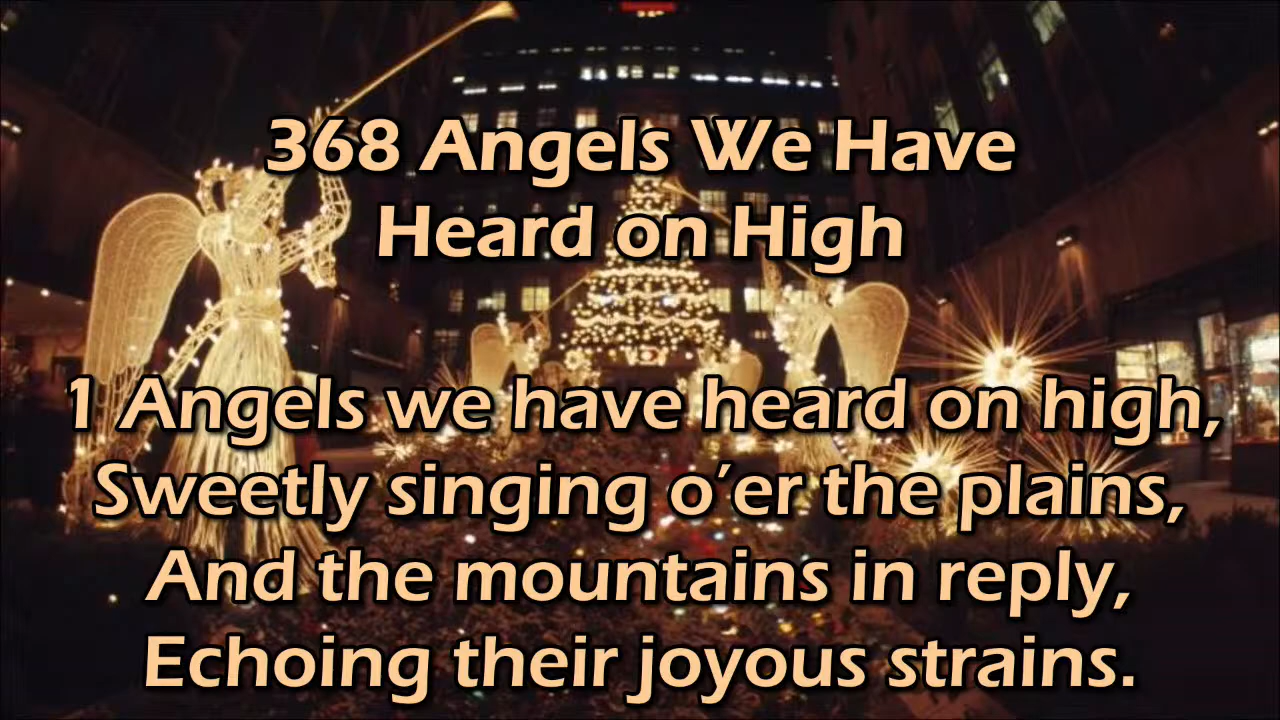 368 Angels We Have
Heard on High
1 Angels we have heard on high,
Sweetly singing o’er the plains,
And the mountains in reply,
Echoing their joyous strains.